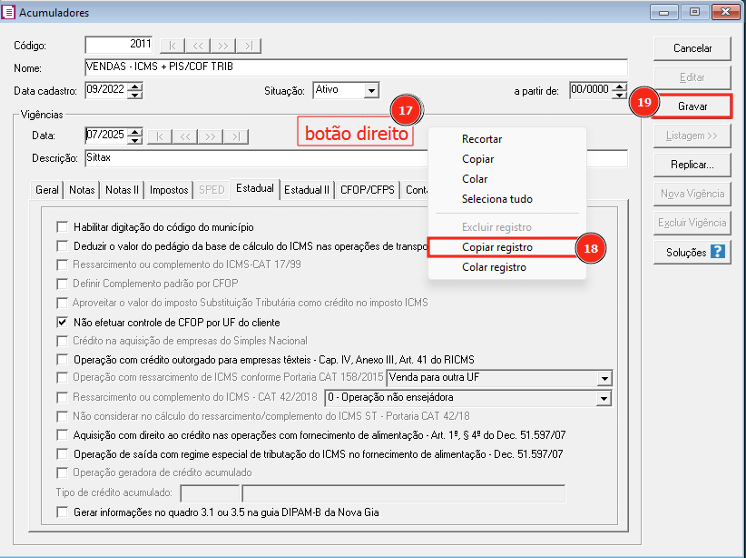 Acumuladores
Código: 2011 |< << >> >|
Nome: VENDAS - ICMS + PIS/COF TRIB
Data cadastro: 09/2022 Situação: Ativo a partir de: 00/0000
Vigências
Data: 07/2025 |< << >> >|
Descrição: Sittax
17
botão direito
Geral Notas Notas II Impostos SPED Estadual Estadual II CFOP/CFPS
Habilitar digitação do código do município
Deduzir o valor do pedágio da base de cálculo do ICMS nas operações de
Ressarcimento ou complemento do ICMS-CAT 17/99
Definir Complemento padrão por CFOP
Aproveitar o valor do imposto Substituição Tributária como crédito no imposto ICMS
Não efetuar controle de CFOP por UF do cliente
Crédito na aquisição de empresas do Simples Nacional
Operação com crédito outorgado para empresas têxteis - Cap. IV, Anexo III, Art. 41 do RICMS
Operação com ressarcimento de ICMS conforme Portaria CAT 158/2015 Venda para outra UF
Ressarcimento ou complemento do ICMS - CAT 42/2018 0 - Operação não ensejádora
Não considerar no cálculo do ressarcimento/complemento do ICMS ST - Portaria CAT 42/18
Aquisição com direito ao crédito nas operações com fornecimento de alimentação - Art. 1º, § 4º do Dec. 51.597/07
Operação de saída com regime especial de tributação do ICMS no fornecimento de alimentação - Dec. 51.597/07
Operação geradora de crédito acumulado
Tipo de crédito acumulado:
Gerar informações no quadro 3.1 ou 3.5 na guia DIPAM-B da Nova Gia
Recortar
Copiar
Colar
Seleciona tudo
Excluir registro
Copiar registro
18
Colar registro
Cancelar
Editar
19
Gravar
Listagem >>
Replicar...
Nova Vigência
Excluir Vigência
Soluções ?